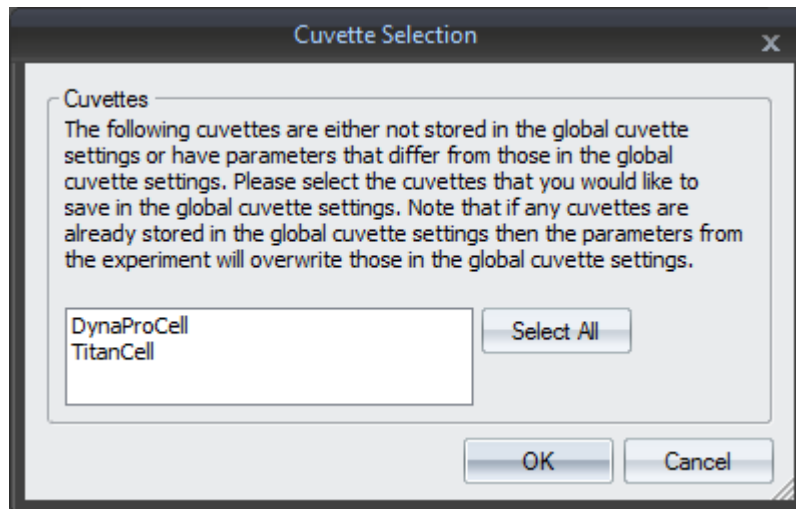 Cuvette Selection
x
Cuvettes
The following cuvettes are either not stored in the global cuvette
settings or have parameters that differ from those in the global
cuvette settings. Please select the cuvettes that you would like to
save in the global cuvette settings. Note that if any cuvettes are
already stored in the global cuvette settings then the parameters from
the experiment will overwrite those in the global cuvette settings.
DynaProCell
TitanCell
Select All
OK
Cancel